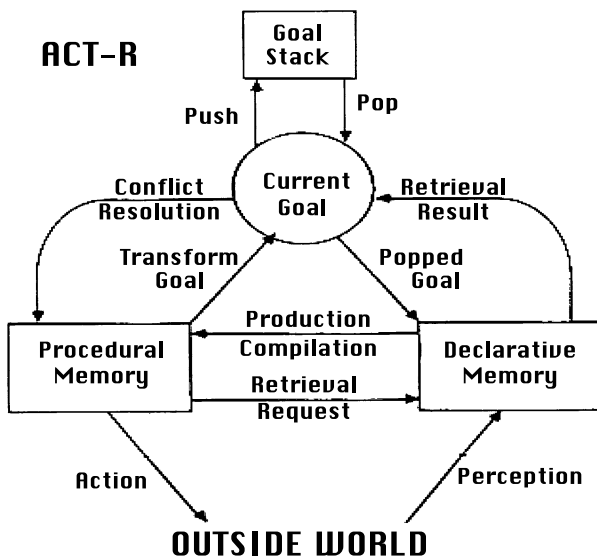 ACT-R
Goal
Stack
Push
Pop
Conflict
Resolution
Current
Goal
Retrieval
Result
Transform
Goal
Popped
Goal
Procedural
Memory
Production
Compilation
Declarative
Memory
Retrieval
Request
Action
Perception
OUTSIDE WORLD